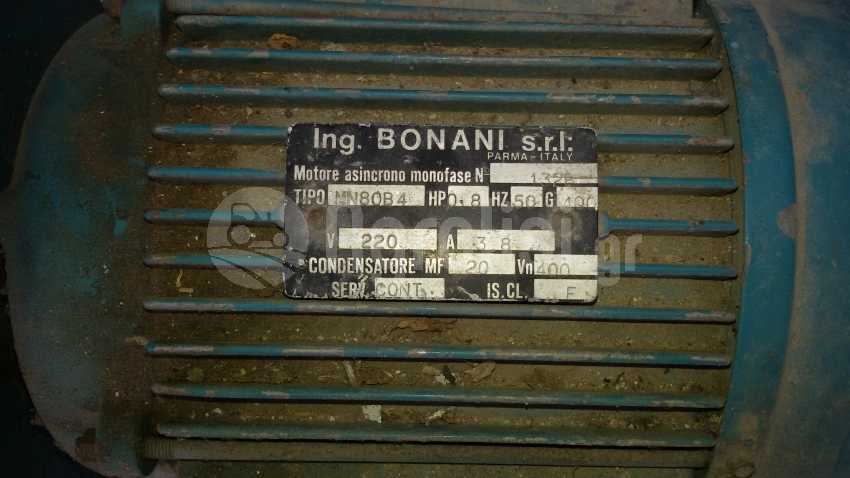 Ing. BONANI s.r.l:
PARMA-ITALY
Motore asincrono monofase N
TIPO MN80B4 HP 0.8 HZ 50 G
V 220 A 3 8
CONDENSATORE MF 20 Vn 400
SERV. CONT. IS. CL. F